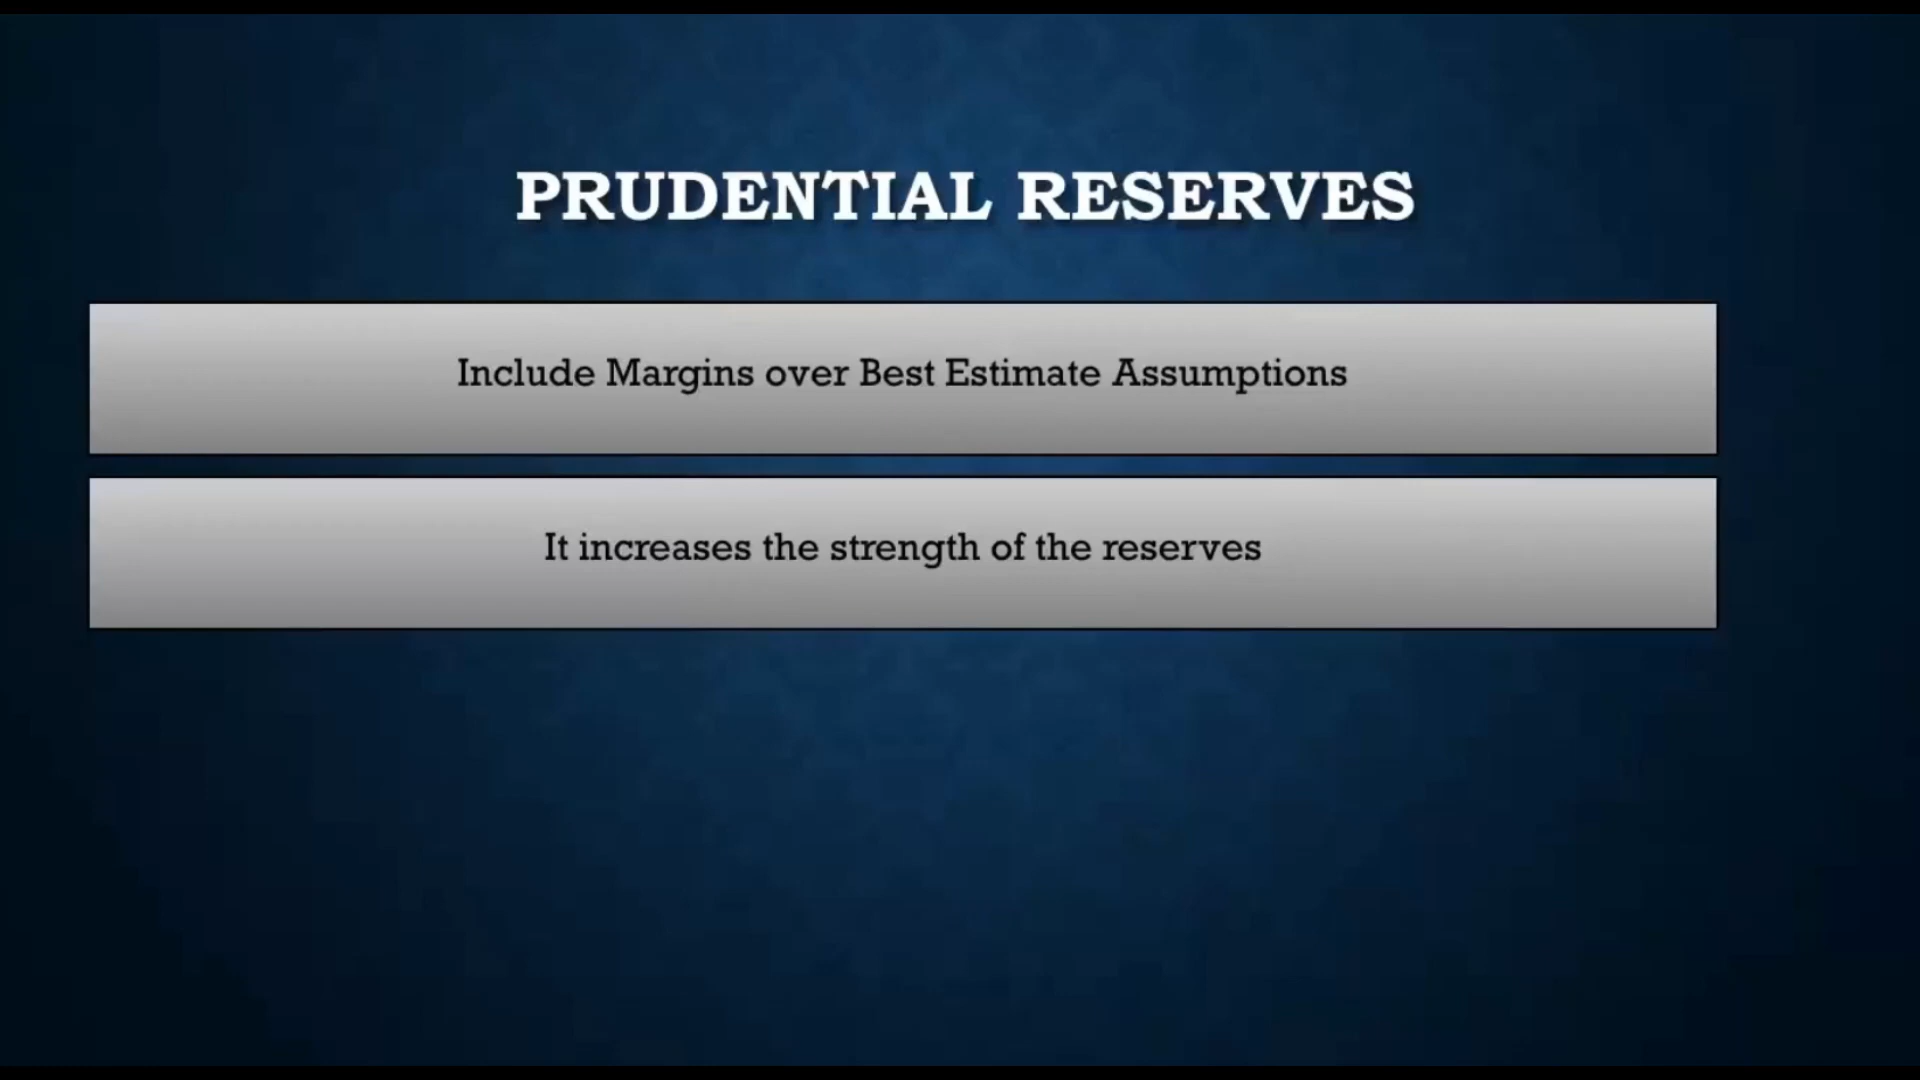 PRUDENTIAL RESERVES
Include Margins over Best Estimate Assumptions
It increases the strength of the reserves